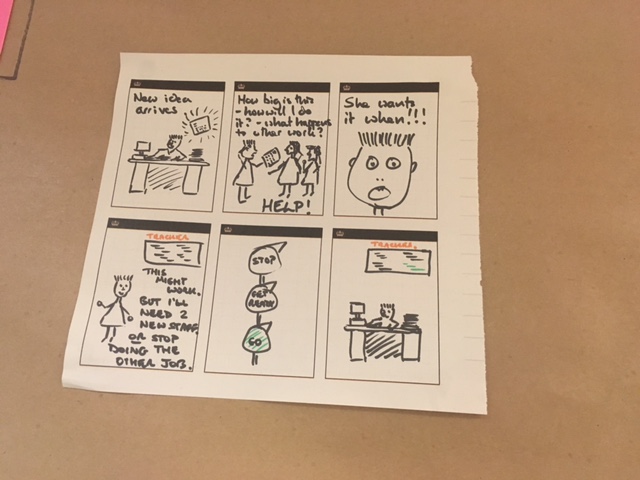 New idea
arrives
How big is this
- how will I do
it? - what happens
to other work?
HELP!
She wants
it when!!!
TRACKER
THIS
MIGHT
WORK.
BUT I'LL
NEED 2
NEW STAFF
OR STOP
DOING THE
OTHER JOB.
STOP
GET
READY
GO
TRACKER.